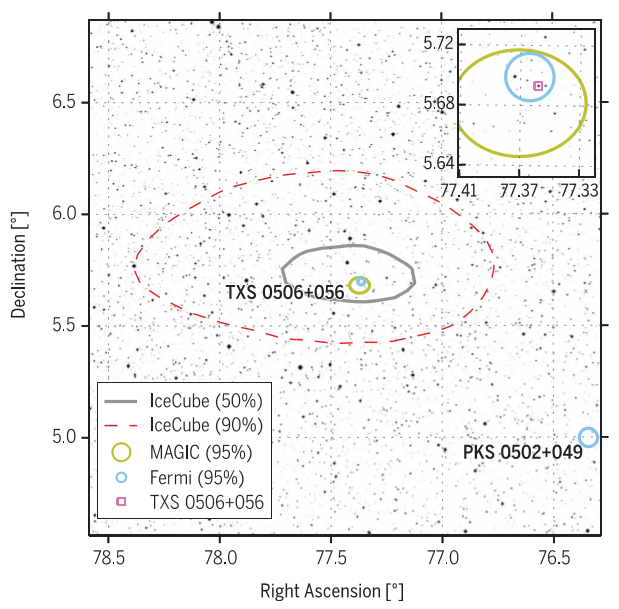 5.72
5.68
5.64
77.41
77.37
77.33
6.5
6.0
5.5
5.0
Declination [°]
TXS 0506+056
PKS 0502+049
IceCube (50%)
IceCube (90%)
MAGIC (95%)
Fermi (95%)
TXS 0506+056
78.5
78.0
77.5
77.0
76.5
Right Ascension [°]